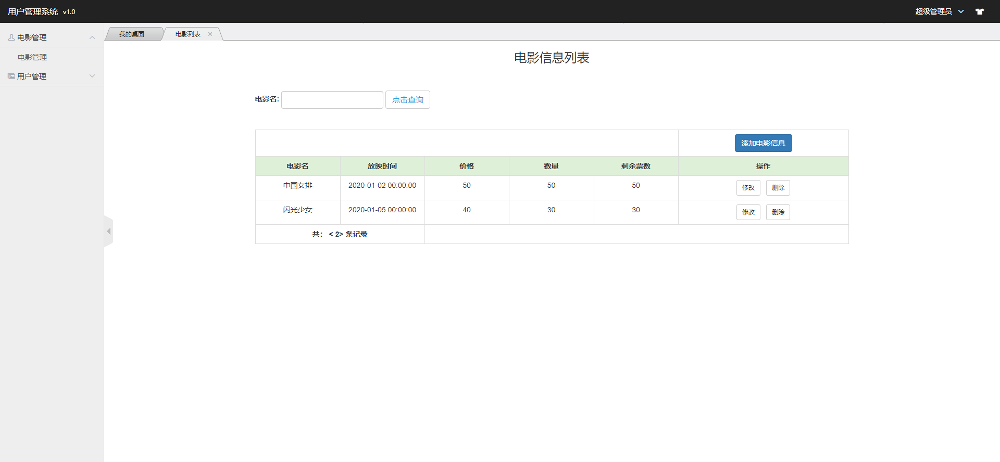 用户管理系统 v1.0
超级管理员
电影管理
电影管理
用户管理
我的桌面 电影列表
电影信息列表
电影名: 点击查询
添加电影信息
电影名 放映时间 价格 数量 剩余票数 操作
中国女排 2020-01-02 00:00:00 50 50 50 修改 删除
闪光少女 2020-01-05 00:00:00 40 30 30 修改 删除
共： < 2> 条记录